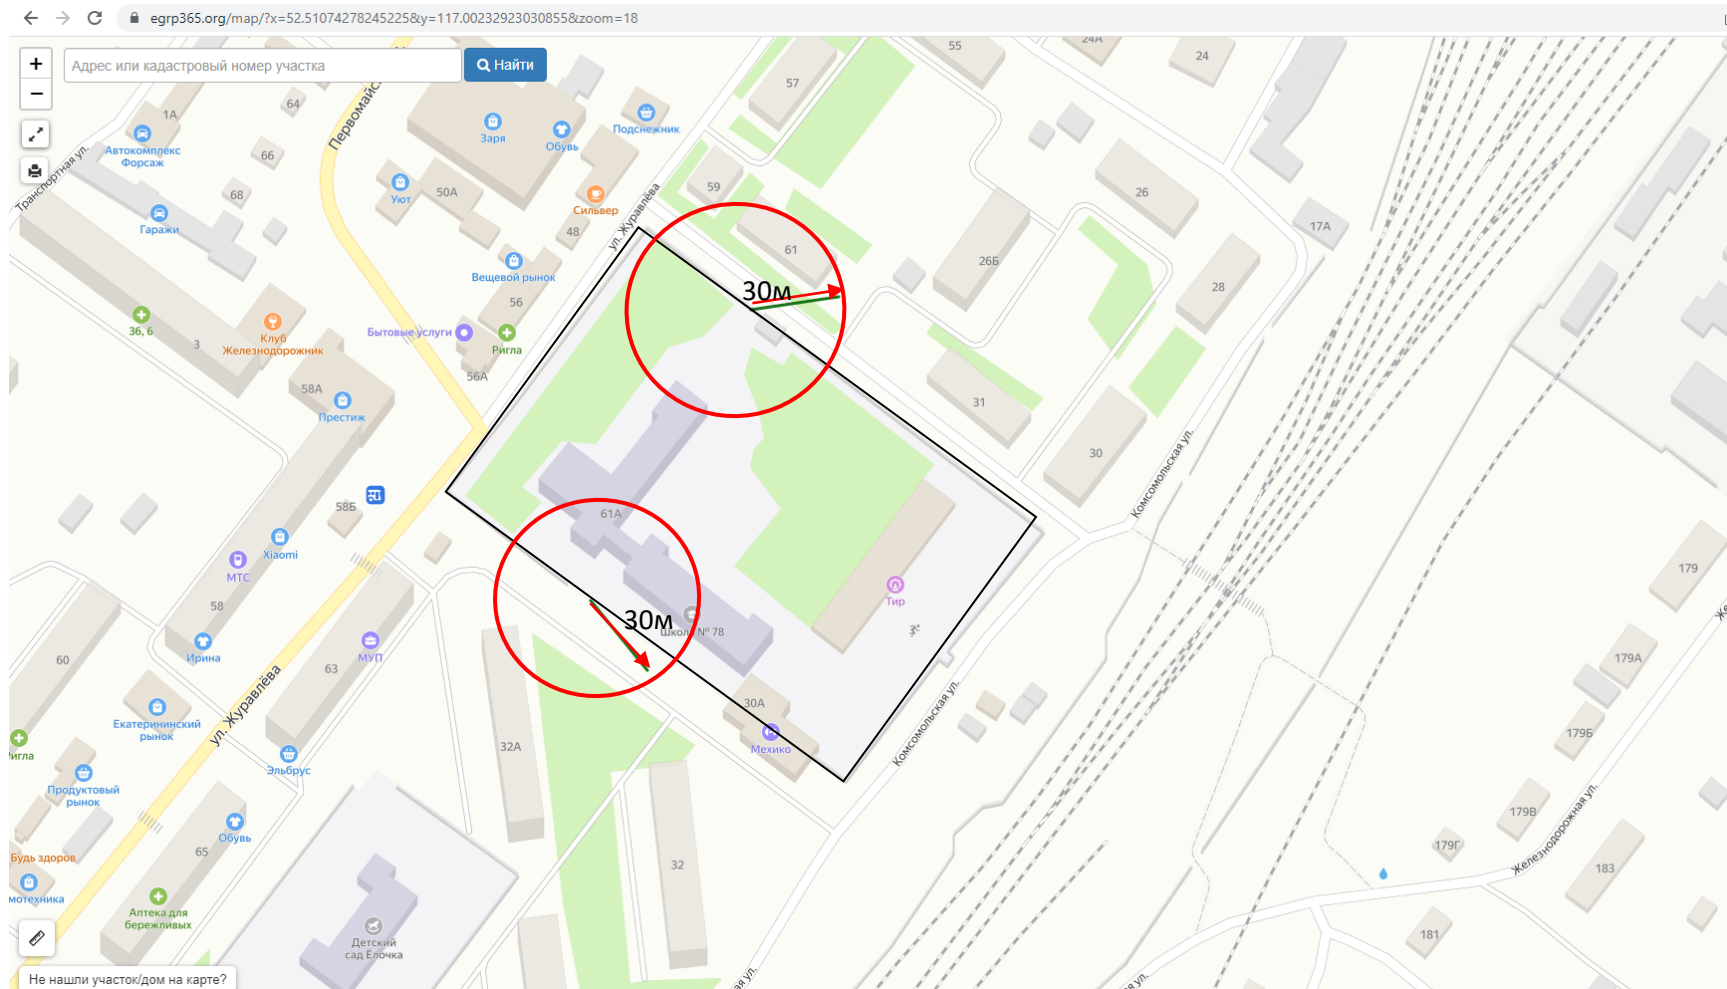 egrp365.org/map/?x=52.51074278245225&y=117.00232923030855&zoom=18
+
Адрес или кадастровый номер участка
Найти
−
55
24А
24
57
64
1А
Первомайс
Заря
Обувь
Подснежник
Автокомплекс
Форсаж
66
Транспортная ул.
68
Уют
50А
59
26
Сильвер
ул. Журавлёва
Гаражи
48
17А
61
26Б
Вещевой рынок
28
30м
56
36, 6
3
Клуб
Железнодорожник
Бытовые услуги
Ригла
56А
58А
Престиж
31
30
Комсомольская ул.
58Б
61А
Xiaomi
МТС
179
Тир
58
30м
Школа № 78
Ирина
МУП
60
63
179А
ул. Журавлёва
30А
Комсомольская ул.
Екатерининский
рынок
Мехико
179Б
32А
Эльбрус
Продуктовый
рынок
179В
Железнодорожная ул.
Обувь
65
179Г
Будь здоров
32
183
Аптека для
бережливых
181
Детский
сад Ёлочка
Не нашли участок/дом на карте?